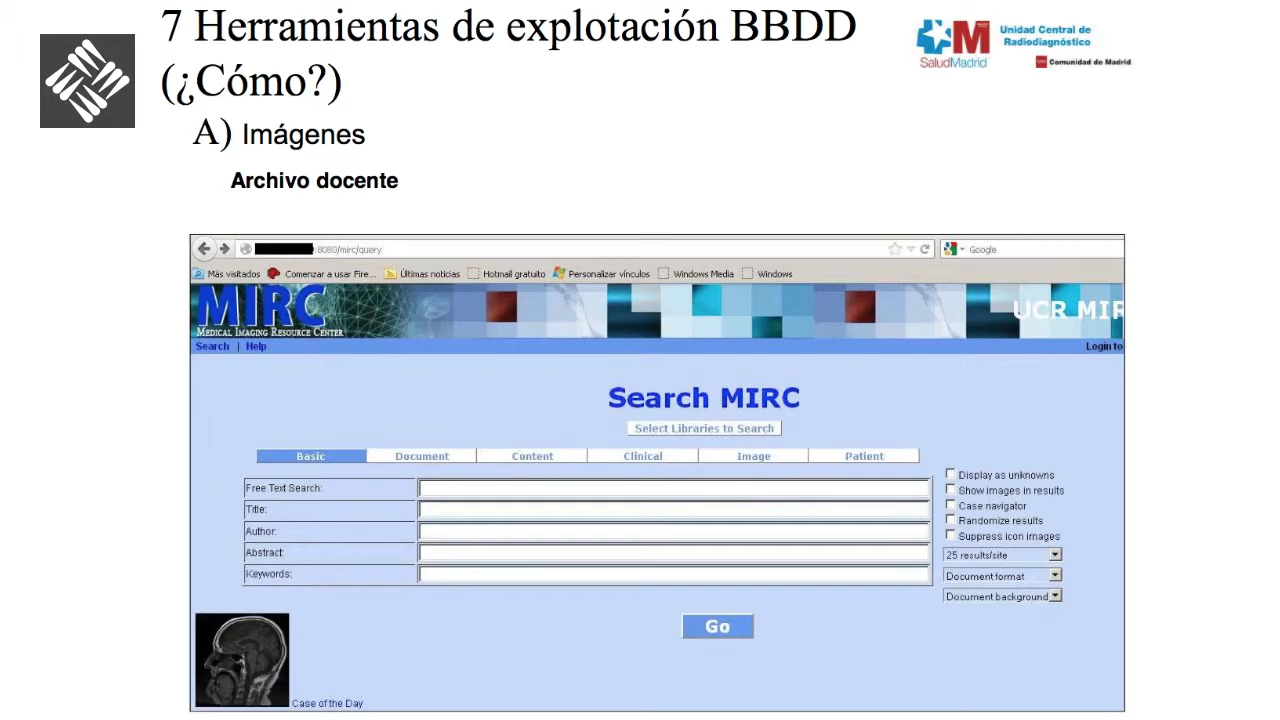 7 Herramientas de explotación BBDD
(¿Cómo?)
A) Imágenes
Archivo docente
SaludMadrid
Unidad Central de
Radiodiagnóstico
Comunidad de Madrid
:8080/mirc/query
Google
Más visitados
Comenzar a usar Fire...
Últimas noticias
Hotmail gratuito
Personalizar vínculos
Windows Media
Windows
MIRC
MEDICAL IMAGING RESOURCE CENTER
UCR MIR
Search | Help
Login to
Search MIRC
Select Libraries to Search
Basic
Document
Content
Clinical
Image
Patient
Free Text Search:
Title:
Author:
Abstract:
Keywords:
Display as unknowns
Show images in results
Case navigator
Randomize results
Suppress icon images
25 results/site
Document format
Document background
Go
Case of the Day